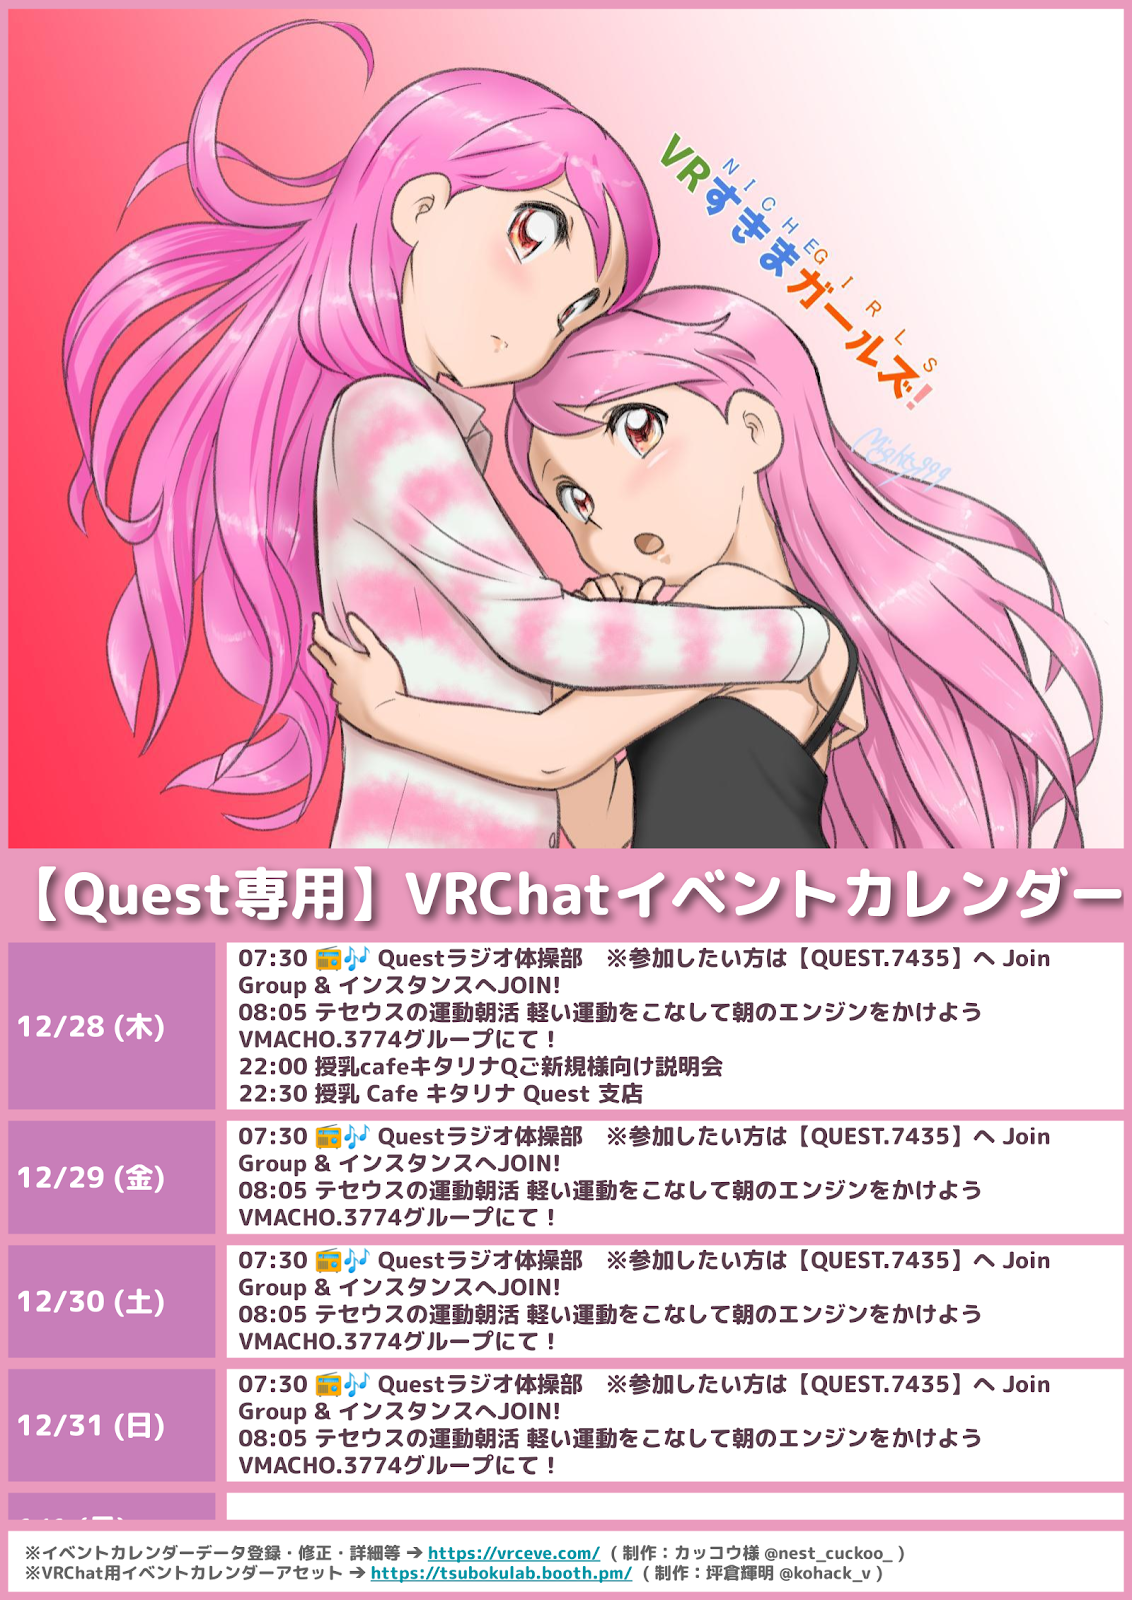 VRすきまガールズ!
NICHEGIRLS
Mighty999
【Quest専用】VRChatイベントカレンダー
12/28 (木)
07:30 📻🎶 Questラジオ体操部　※参加したい方は【QUEST.7435】へ Join
Group & インスタンスへJOIN!
08:05 テセウスの運動朝活 軽い運動をこなして朝のエンジンをかけよう
VMACHO.3774グループにて！
22:00 授乳cafeキタリナQご新規様向け説明会
22:30 授乳 Cafe キタリナ Quest 支店
12/29 (金)
07:30 📻🎶 Questラジオ体操部　※参加したい方は【QUEST.7435】へ Join
Group & インスタンスへJOIN!
08:05 テセウスの運動朝活 軽い運動をこなして朝のエンジンをかけよう
VMACHO.3774グループにて！
12/30 (土)
07:30 📻🎶 Questラジオ体操部　※参加したい方は【QUEST.7435】へ Join
Group & インスタンスへJOIN!
08:05 テセウスの運動朝活 軽い運動をこなして朝のエンジンをかけよう
VMACHO.3774グループにて！
12/31 (日)
07:30 📻🎶 Questラジオ体操部　※参加したい方は【QUEST.7435】へ Join
Group & インスタンスへJOIN!
08:05 テセウスの運動朝活 軽い運動をこなして朝のエンジンをかけよう
VMACHO.3774グループにて！
※イベントカレンダーデータ登録・修正・詳細等 ➔ https://vrceve.com/ ( 制作：カッコウ様 @nest_cuckoo_ )
※VRChat用イベントカレンダーアセット ➔ https://tsubokulab.booth.pm/ ( 制作：坪倉輝明 @kohack_v )